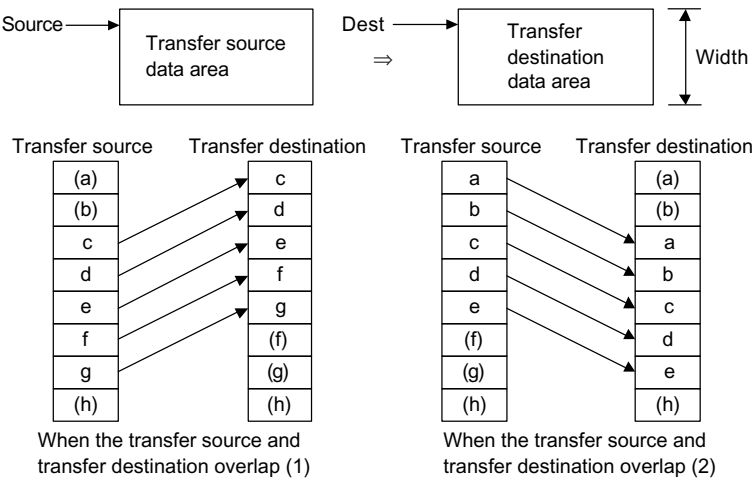 Source
Transfer source
data area
Dest
⇒
Transfer
destination
data area
Width
Transfer source
Transfer destination
(a)
(b)
c
d
e
f
g
(h)
c
d
e
f
g
(f)
(g)
(h)
When the transfer source and
transfer destination overlap (1)
Transfer source
Transfer destination
a
b
c
d
e
(f)
(g)
(h)
(a)
(b)
a
b
c
d
e
(h)
When the transfer source and
transfer destination overlap (2)